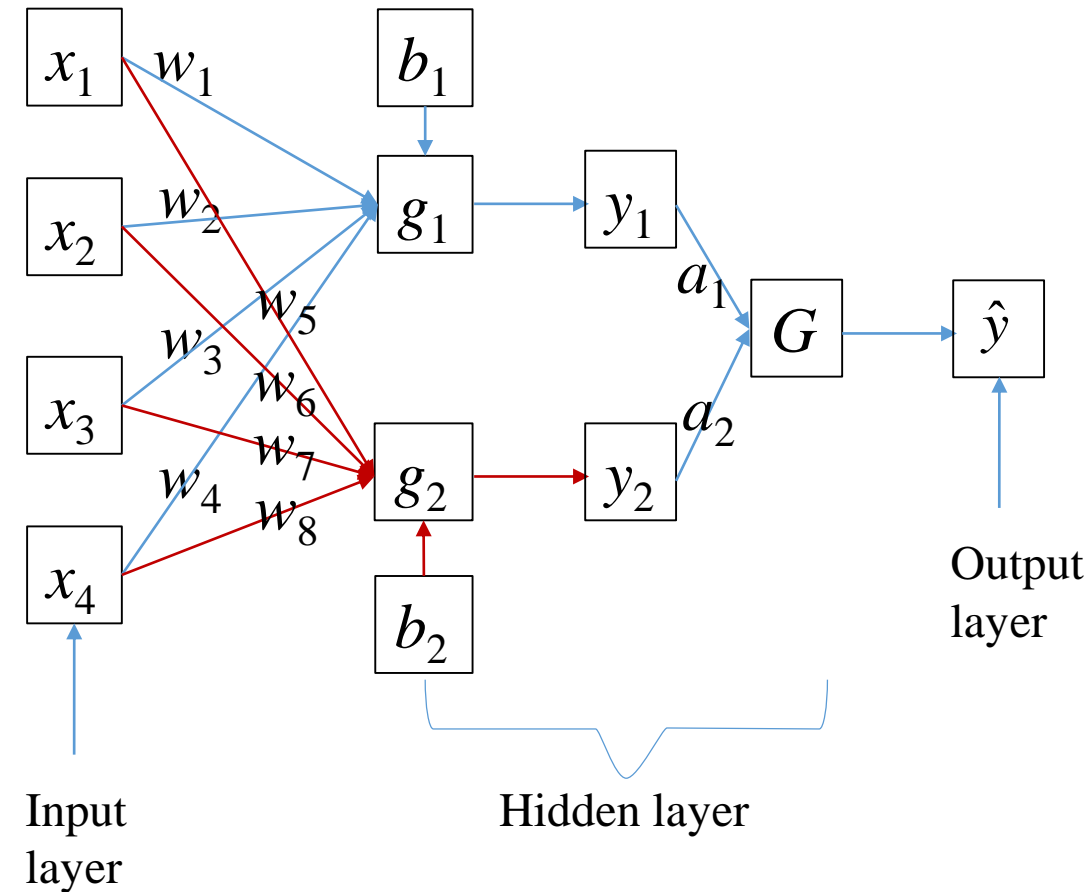 x₁
w₁
b₁
x₂
w₂
g₁
y₁
a₁
w₅
w₃
G
ŷ
x₃
w₆
w₇
a₂
w₄
g₂
y₂
w₈
x₄
b₂
Output
layer
Input
layer
Hidden layer